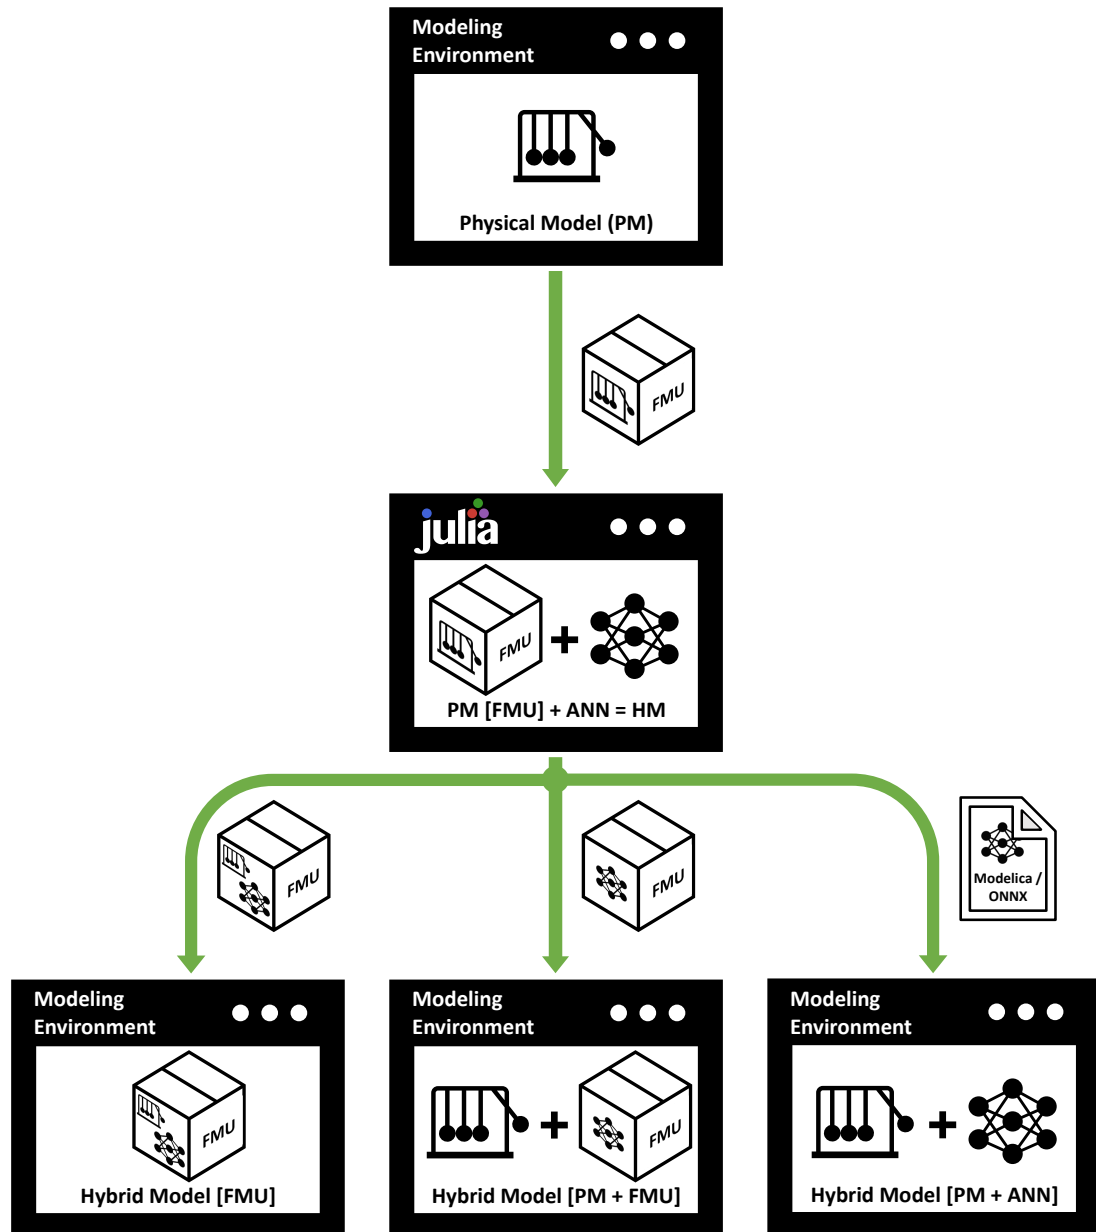 Modeling
Environment
Physical Model (PM)
FMU
julia
FMU
PM [FMU] + ANN = HM
FMU
FMU
Modelica /
ONNX
Modeling
Environment
FMU
Hybrid Model [FMU]
Modeling
Environment
FMU
Hybrid Model [PM + FMU]
Modeling
Environment
Hybrid Model [PM + ANN]